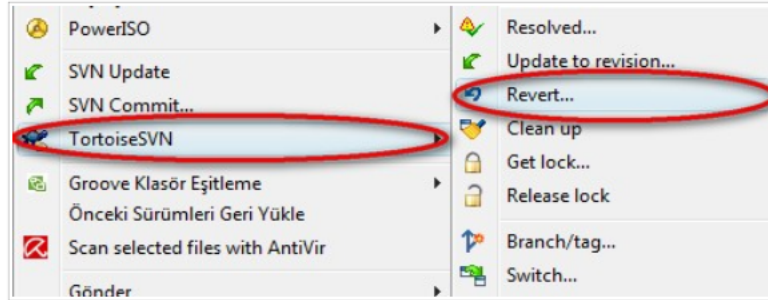 PowerISO
SVN Update
SVN Commit...
TortoiseSVN
Groove Klasör Eşitleme
Önceki Sürümleri Geri Yükle
Scan selected files with AntiVir
Gönder
Resolved...
Update to revision...
Revert...
Clean up
Get lock...
Release lock
Branch/tag...
Switch...